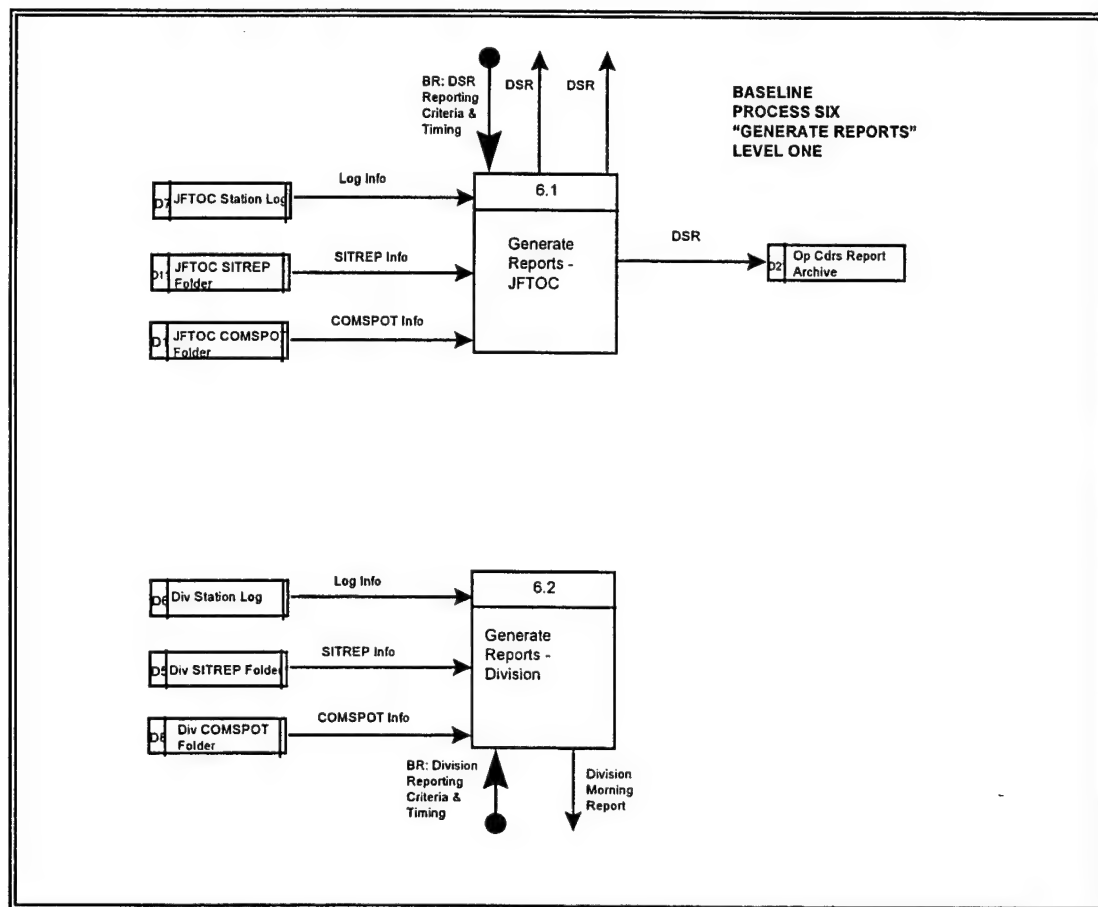 BR: DSR
Reporting
Criteria &
Timing
DSR
DSR
BASELINE
PROCESS SIX
"GENERATE REPORTS"
LEVEL ONE
Log Info
D7 JFTOC Station Log
6.1
Generate
Reports -
JFTOC
SITREP Info
JFTOC SITREP
Folder
DSR
D2 Op Cdrs Report
Archive
COMSPOT Info
JFTOC COMSPOT
Folder
Log Info
D6 Div Station Log
6.2
Generate
Reports -
Division
SITREP Info
D5 Div SITREP Folder
COMSPOT Info
D8 Div COMSPOT
Folder
BR: Division
Reporting
Criteria &
Timing
Division
Morning
Report